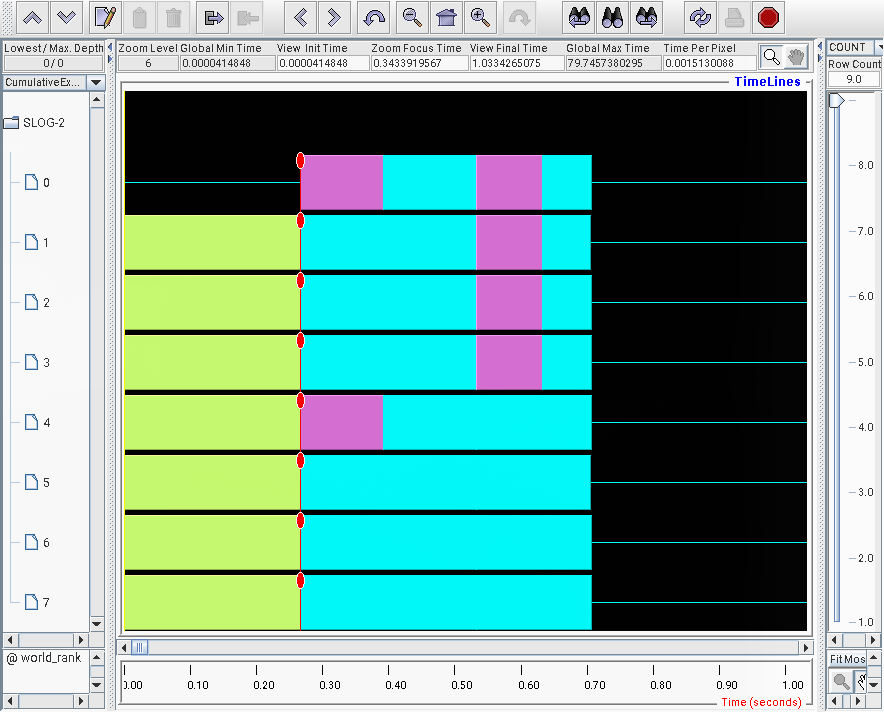 Lowest / Max. Depth
0 / 0
Zoom Level
6
Global Min Time
0.0000414848
View  Init Time
0.0000414848
Zoom Focus Time
0.3433919567
View Final Time
1.0334265075
Global Max Time
79.7457380295
Time Per Pixel
0.0015130088
COUNT
Row Count
9.0
CumulativeEx...
TimeLines
SLOG-2
0
1
2
3
4
5
6
7
8.0
7.0
6.0
5.0
4.0
3.0
2.0
1.0
@ world_rank
Fit Mos
0.00
0.10
0.20
0.30
0.40
0.50
0.60
0.70
0.80
0.90
1.00
Time (seconds)